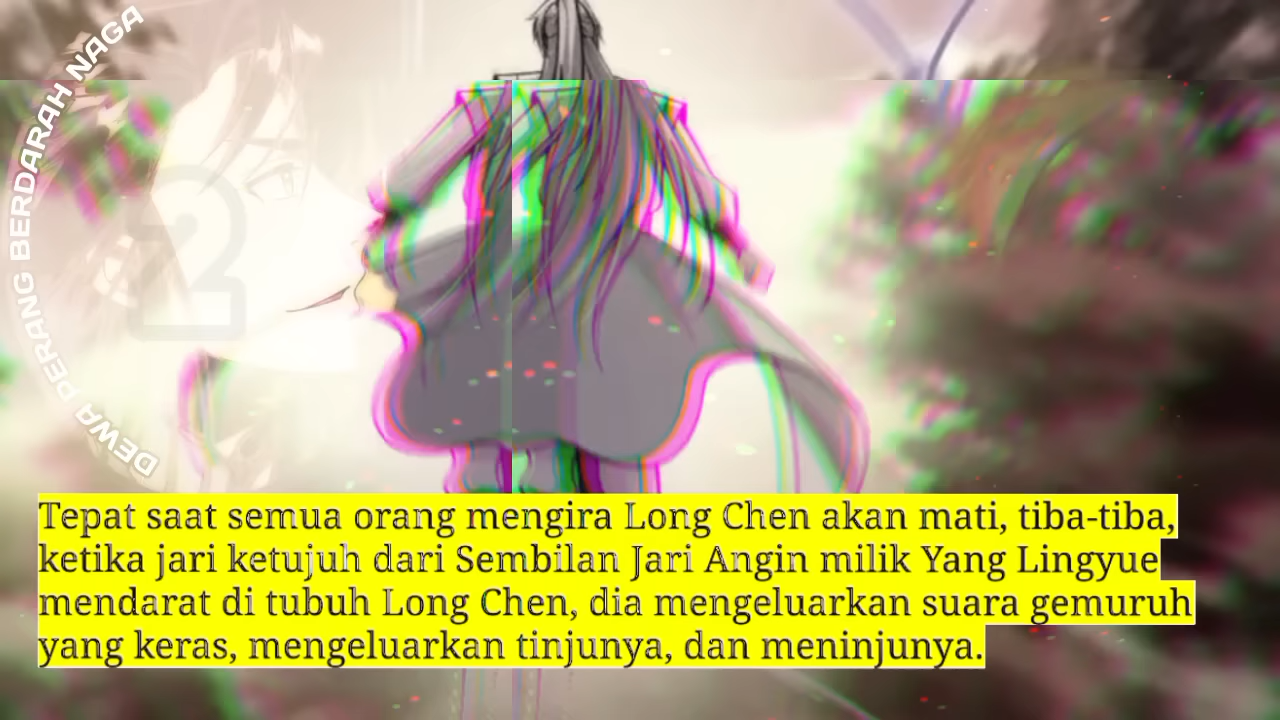 DEWA PERANG BERDARAH NAGA
2
Tepat saat semua orang mengira Long Chen akan mati, tiba-tiba,
ketika jari ketujuh dari Sembilan Jari Angin milik Yang Lingyue
mendarat di tubuh Long Chen, dia mengeluarkan suara gemuruh
yang keras, mengeluarkan tinjunya, dan meninjunya.